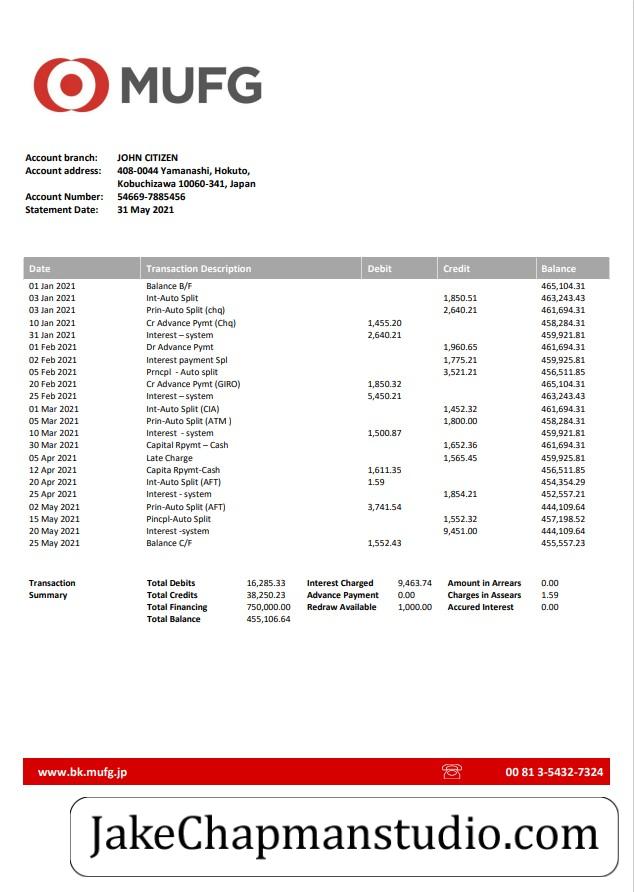 MUFG
Account branch: JOHN CITIZEN
Account address: 408-0044 Yamanashi, Hokuto,
Kobuchizawa 10060-341, Japan
Account Number: 54669-7885456
Statement Date: 31 May 2021
Date Transaction Description Debit Credit Balance
01 Jan 2021 Balance B/F 465,104.31
03 Jan 2021 Int-Auto Split 1,850.51 463,243.43
03 Jan 2021 Prin-Auto Split (chq) 2,640.21 461,694.31
10 Jan 2021 Cr Advance Pymt (Chq) 1,455.20 458,284.31
31 Jan 2021 Interest – system 2,640.21 459,921.81
01 Feb 2021 Dr Advance Pymt 1,960.65 461,694.31
02 Feb 2021 Interest payment Spl 1,775.21 459,925.81
05 Feb 2021 Prncpl - Auto split 3,521.21 456,511.85
20 Feb 2021 Cr Advance Pymt (GIRO) 1,850.32 465,104.31
25 Feb 2021 Interest – system 5,450.21 463,243.43
01 Mar 2021 Int-Auto Split (CIA) 1,452.32 461,694.31
05 Mar 2021 Prin-Auto Split (ATM ) 1,800.00 458,284.31
10 Mar 2021 Interest - system 1,500.87 459,921.81
30 Mar 2021 Capital Rpymt – Cash 1,652.36 461,694.31
05 Apr 2021 Late Charge 1,565.45 459,925.81
12 Apr 2021 Capita Rpymt-Cash 1,611.35 456,511.85
20 Apr 2021 Int-Auto Split (AFT) 1.59 454,354.29
25 Apr 2021 Interest - system 1,854.21 452,557.21
02 May 2021 Prin-Auto Split (AFT) 3,741.54 444,109.64
15 May 2021 Pincpl-Auto Split 1,552.32 457,198.52
20 May 2021 Interest -system 9,451.00 444,109.64
25 May 2021 Balance C/F 1,552.43 455,557.23
Transaction Total Debits 16,285.33 Interest Charged 9,463.74 Amount in Arrears 0.00
Summary Total Credits 38,250.23 Advance Payment 0.00 Charges in Assears 1.59
Total Financing 750,000.00 Redraw Available 1,000.00 Accured Interest 0.00
Total Balance 455,106.64
www.bk.mufg.jp 00 81 3-5432-7324
JakeChapmanstudio.com